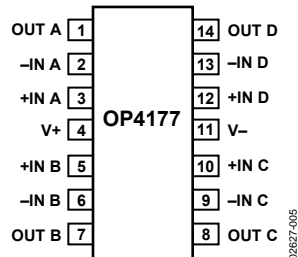 OUT A 1 14 OUT D
–IN A 2 13 –IN D
+IN A 3 12 +IN D
V+ 4 OP4177 11 V–
+IN B 5 10 +IN C
–IN B 6 9 –IN C
OUT B 7 8 OUT C
02627-005